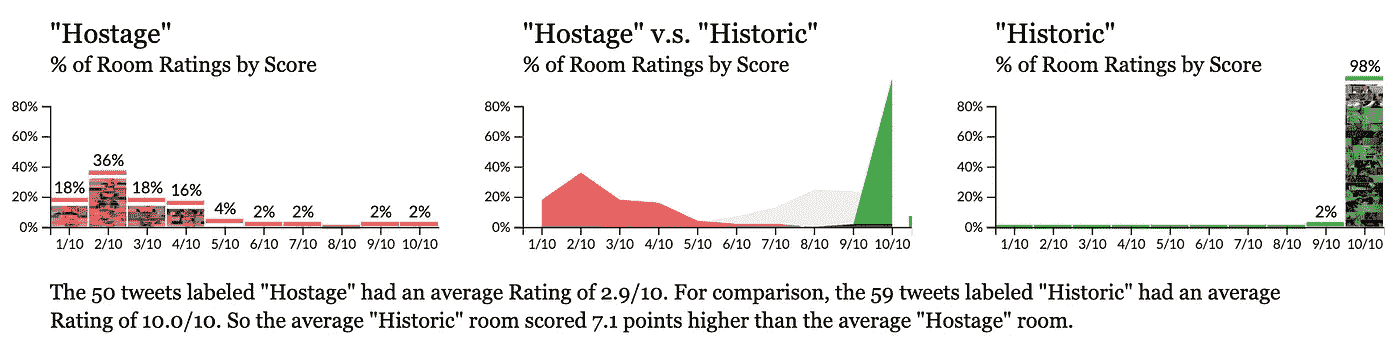 "Hostage"
% of Room Ratings by Score
80%
60%
40%
20%
0%
18%
36%
18%
16%
4%
2%
2%
2%
2%
1/10 2/10 3/10 4/10 5/10 6/10 7/10 8/10 9/10 10/10
"Hostage" v.s. "Historic"
% of Room Ratings by Score
80%
60%
40%
20%
0%
1/10 2/10 3/10 4/10 5/10 6/10 7/10 8/10 9/10 10/10
"Historic"
% of Room Ratings by Score
98%
80%
60%
40%
20%
0%
2%
1/10 2/10 3/10 4/10 5/10 6/10 7/10 8/10 9/10 10/10
The 50 tweets labeled "Hostage" had an average Rating of 2.9/10. For comparison, the 59 tweets labeled "Historic" had an average
Rating of 10.0/10. So the average "Historic" room scored 7.1 points higher than the average "Hostage" room.